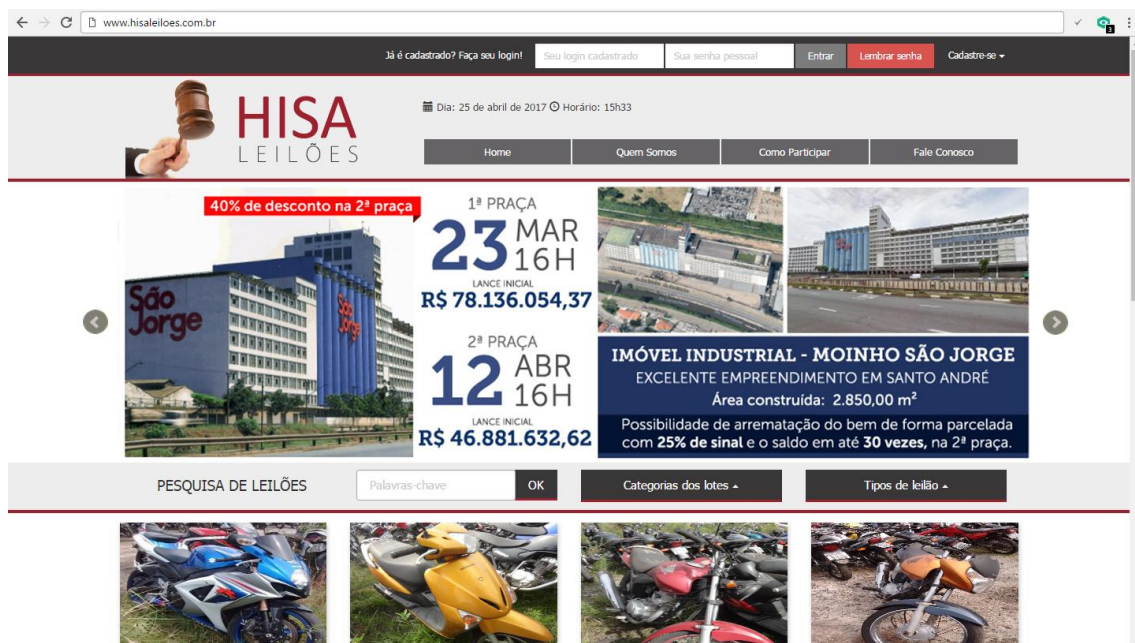 www.hisaleiloes.com.br
Já é cadastrado? Faça seu login!
Seu login cadastrado
Sua senha pessoal
Entrar
Lembrar senha
Cadastre-se
HISA
LEILÕES
Dia: 25 de abril de 2017 Horário: 15h33
Home
Quem Somos
Como Participar
Fale Conosco
40% de desconto na 2ª praça
São
Jorge
São
Jorge
1ª PRAÇA
23 MAR
16H
LANCE INICIAL
R$ 78.136.054,37
2ª PRAÇA
12 ABR
16H
LANCE INICIAL
R$ 46.881.632,62
IMÓVEL INDUSTRIAL - MOINHO SÃO JORGE
EXCELENTE EMPREENDIMENTO EM SANTO ANDRÉ
Área construída: 2.850,00 m²
Possibilidade de arrematação do bem de forma parcelada
com 25% de sinal e o saldo em até 30 vezes, na 2ª praça.
PESQUISA DE LEILÕES
Palavras-chave
OK
Categorias dos lotes
Tipos de leilão